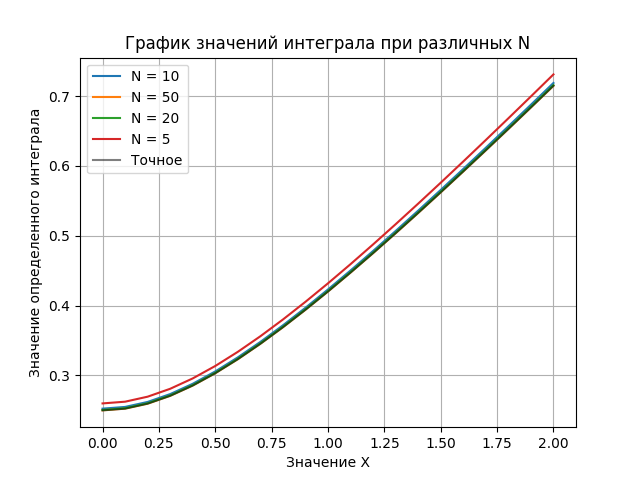 График значений интеграла при различных N
N = 10
N = 50
N = 20
N = 5
Точное
Значение определенного интеграла
0.7
0.6
0.5
0.4
0.3
0.00 0.25 0.50 0.75 1.00 1.25 1.50 1.75 2.00
Значение X